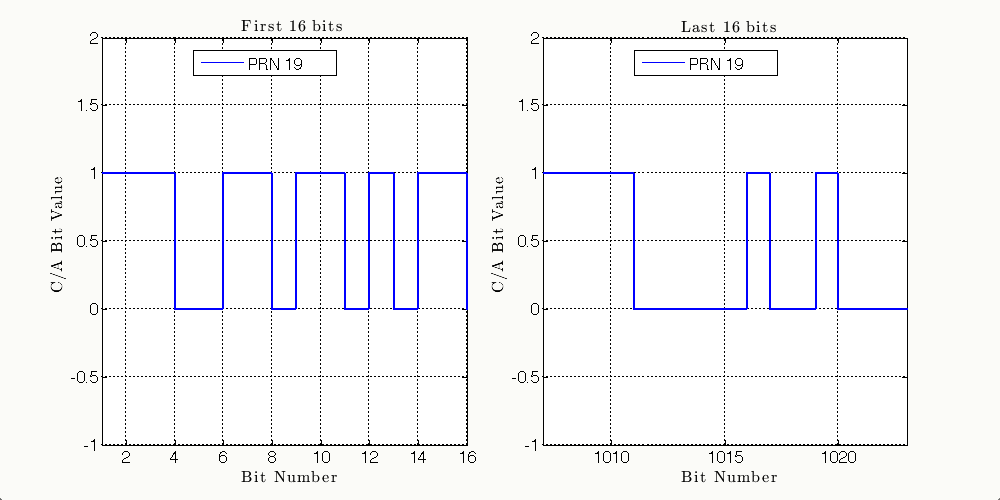 First 16 bits
PRN 19
2
1.5
1
0.5
0
-0.5
-1
2 4 6 8 10 12 14 16
C/A Bit Value
Bit Number
Last 16 bits
PRN 19
2
1.5
1
0.5
0
-0.5
-1
1010 1015 1020
C/A Bit Value
Bit Number